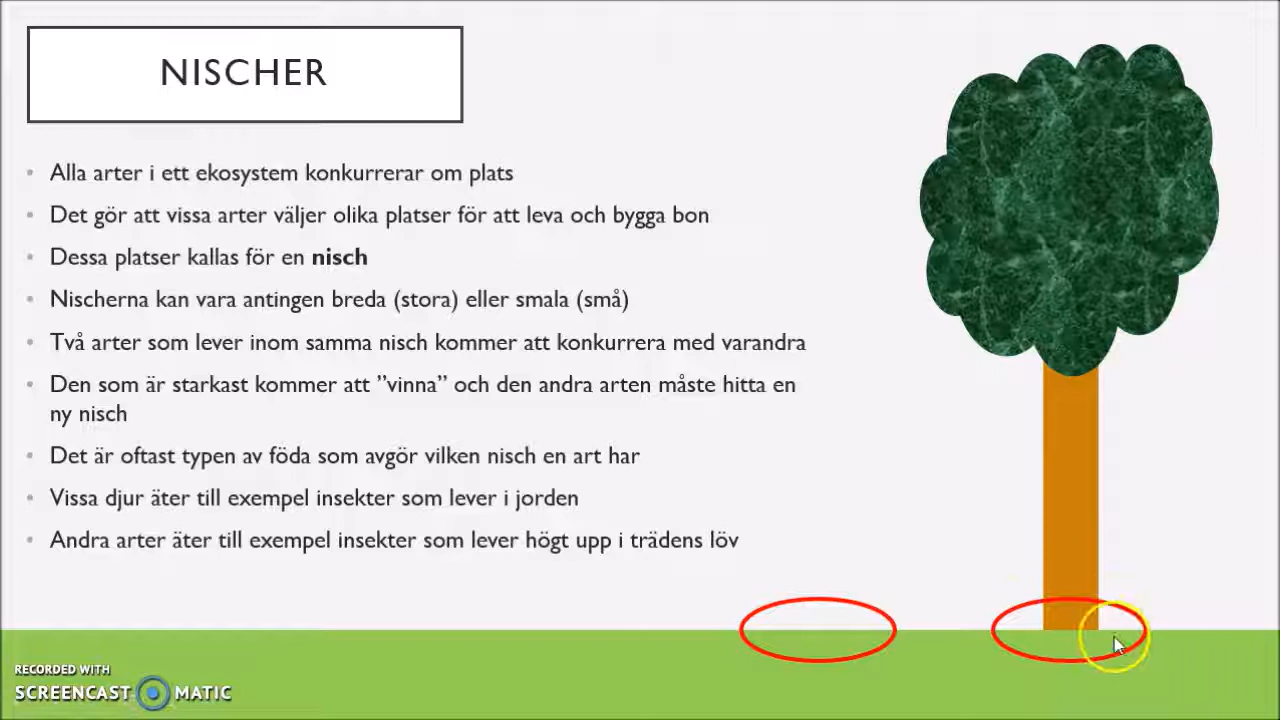 NISCHER
• Alla arter i ett ekosystem konkurrerar om plats
• Det gör att vissa arter väljer olika platser för att leva och bygga bon
• Dessa platser kallas för en nisch
• Nischerna kan vara antingen breda (stora) eller smala (små)
• Två arter som lever inom samma nisch kommer att konkurrera med varandra
• Den som är starkast kommer att ”vinna” och den andra arten måste hitta en
ny nisch
• Det är oftast typen av föda som avgör vilken nisch en art har
• Vissa djur äter till exempel insekter som lever i jorden
• Andra arter äter till exempel insekter som lever högt upp i trädens löv
RECORDED WITH
SCREENCAST MATIC